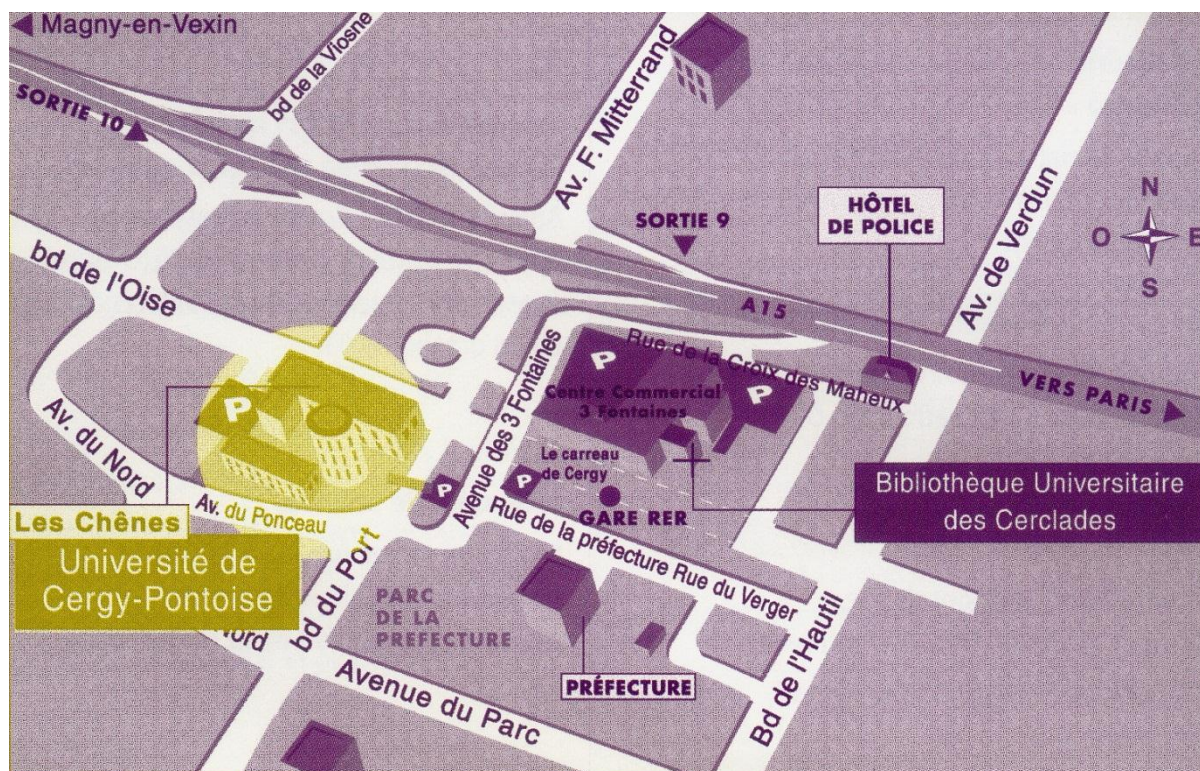 Magny-en-Vexin
bd de la Viosne
SORTIE 10
Av. F. Mitterrand
SORTIE 9
HÔTEL
DE POLICE
N
O E
S
Av. de Verdun
bd de l'Oise
A15
VERS PARIS
Rue de la Croix des Maheux
Centre Commercial
3 Fontaines
P
P
P
Avenue des 3 Fontaines
Le carreau
de Cergy
P
P
GARE RER
Bibliothèque Universitaire
des Cerclades
Av. du Nord
Av. du Ponceau
Les Chênes
Université de
Cergy-Pontoise
Rue de la préfecture
Rue du Verger
bd du Port
PARC
DE LA
PREFECTURE
Nord
PRÉFECTURE
Avenue du Parc
Bd de l'Hautil